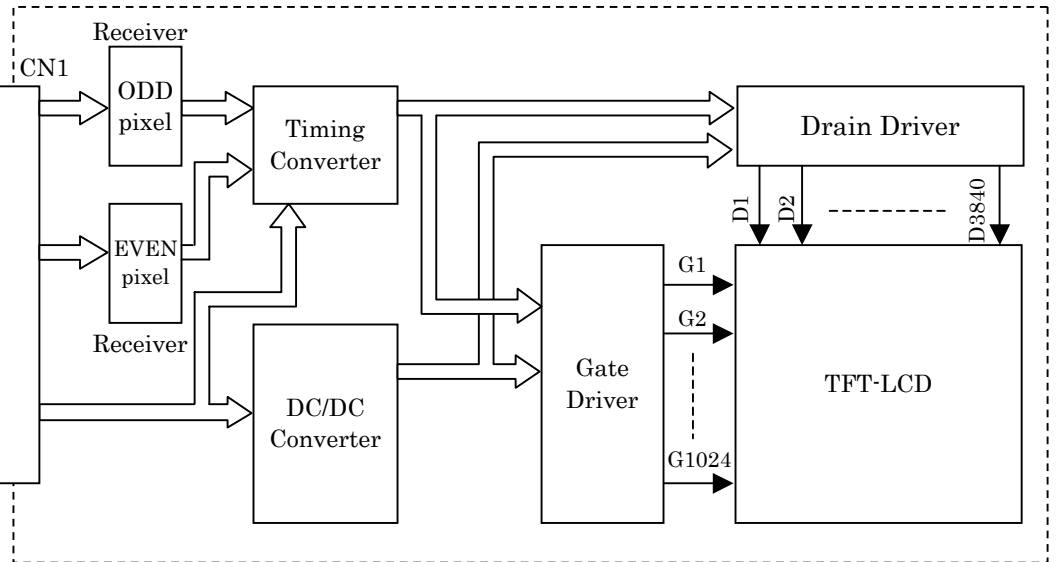 Receiver
CN1
ODD
pixel
Timing
Converter
Drain Driver
D1
D2
D3840
EVEN
pixel
Receiver
G1
G2
Gate
Driver
TFT-LCD
DC/DC
Converter
G1024